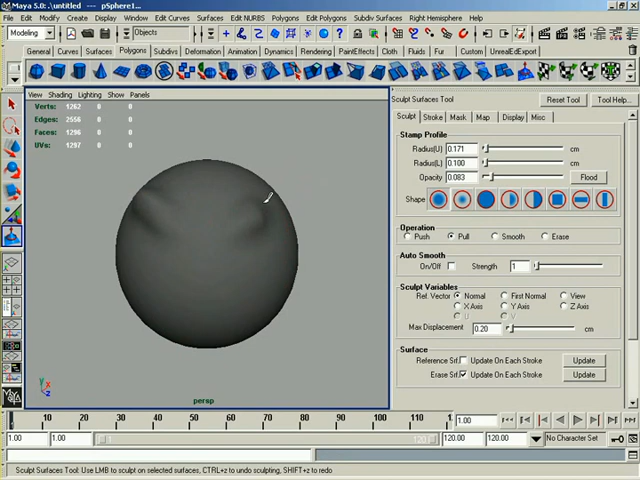 Maya 5.0: .\untitled --- pSphere1...
File Edit Modify Create Display Window Edit Curves Surfaces Edit NURBS Polygons Edit Polygons Subdiv Surfaces Right Hemisphere Help
Modeling Objects
General Curves Surfaces Polygons Subdivs Deformation Animation Dynamics Rendering PaintEffects Cloth Fluids Fur Custom UnrealEdExport
View Shading Lighting Show Panels
Sculpt Surfaces Tool Reset Tool Tool Help...
Verts: 1262 0 0
Edges: 2556 0 0
Faces: 1296 0 0
UVs: 1297 0 0
Sculpt Stroke Mask Map Display Misc
Stamp Profile
Radius(U) 0.171 cm
Radius(L) 0.100 cm
Opacity 0.083 Flood
Shape
Operation
Push Pull Smooth Erase
Auto Smooth
On/Off Strength 1
Sculpt Variables
Ref. Vector Normal First Normal View
X Axis Y Axis Z Axis
U V
Max Displacement 0.20 cm
Surface
Reference Srf. Update On Each Stroke Update
Erase Srf. Update On Each Stroke Update
y x
z
persp
10 20 30 40 50 60 70 80 90 100 110 12 1.00
1.00 1.00 120.00 120.00 No Character Set
Sculpt Surfaces Tool: Use LMB to sculpt on selected surfaces, CTRL+z to undo sculpting, SHIFT+z to redo